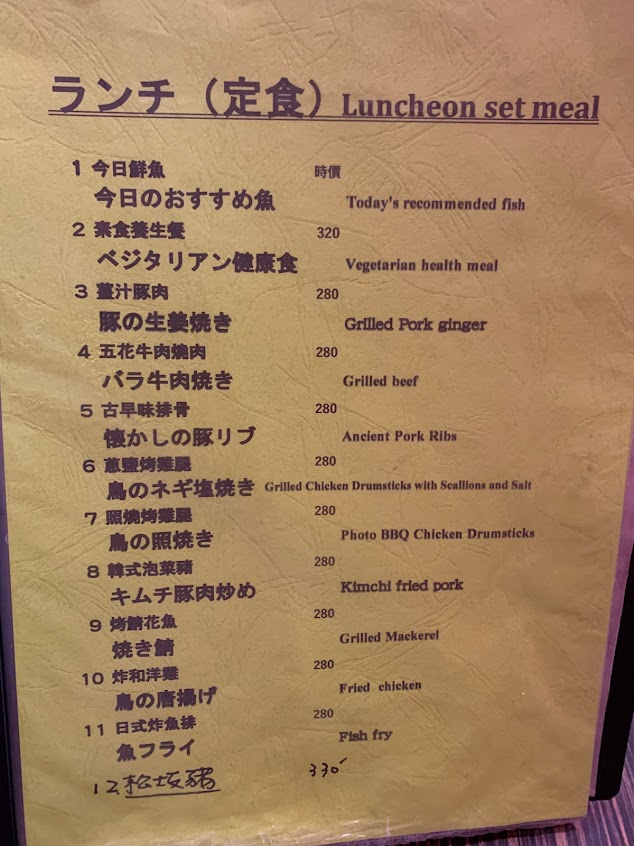 ランチ（定食）Luncheon set meal
1 今日鮮魚 時價
今日のおすすめ魚 Today's recommended fish
2 素食養生餐 320
ベジタリアン健康食 Vegetarian health meal
3 薑汁豚肉 280
豚の生姜焼き Grilled Pork ginger
4 五花牛肉燒肉 280
バラ牛肉焼き Grilled beef
5 古早味排骨 280
懐かしの豚リブ Ancient Pork Ribs
6 蔥鹽烤雞腿 280
鳥のネギ塩焼き Grilled Chicken Drumsticks with Scallions and Salt
7 照燒烤雞腿 280
鳥の照焼き Photo BBQ Chicken Drumsticks
8 韓式泡菜豬 280
キムチ豚肉炒め Kimchi fried pork
9 烤鯖花魚 280
焼き鯖 Grilled Mackerel
10 炸和洋雞 280
鳥の唐揚げ Fried chicken
11 日式炸魚排 280
魚フライ Fish fry
12. 松坂豬 330